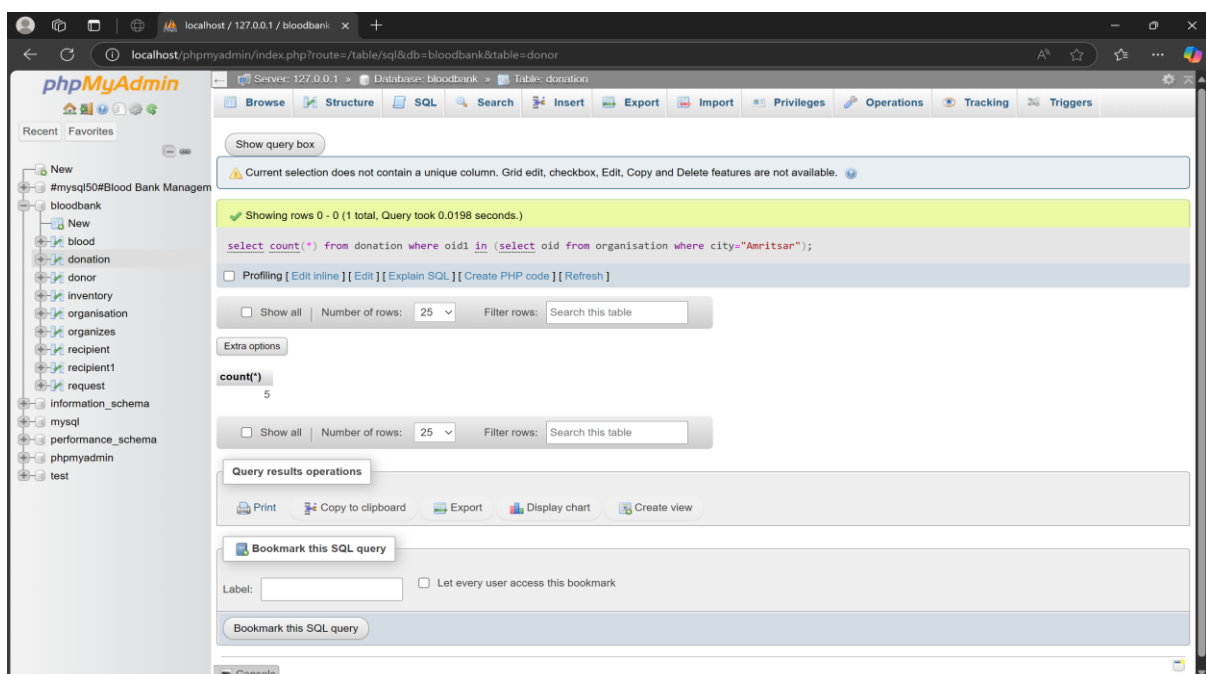 localhost / 127.0.0.1 / bloodbank
localhost/phpmyadmin/index.php?route=/table/sql&db=bloodbank&table=donor
phpMyAdmin
Recent Favorites
New
#mysql50#Blood Bank Managem
bloodbank
New
blood
donation
donor
inventory
organisation
organizes
recipient
recipient1
request
information_schema
mysql
performance_schema
phpmyadmin
test
Server: 127.0.0.1 » Database: bloodbank » Table: donation
Browse Structure SQL Search Insert Export Import Privileges Operations Tracking Triggers
Show query box
Current selection does not contain a unique column. Grid edit, checkbox, Edit, Copy and Delete features are not available.
Showing rows 0 - 0 (1 total, Query took 0.0198 seconds.)
select count(*) from donation where oid1 in (select oid from organisation where city="Amritsar");
Profiling [ Edit inline ] [ Edit ] [ Explain SQL ] [ Create PHP code ] [ Refresh ]
Show all | Number of rows: 25 Filter rows: Search this table
Extra options
count(*)
5
Show all | Number of rows: 25 Filter rows: Search this table
Query results operations
Print Copy to clipboard Export Display chart Create view
Bookmark this SQL query
Label: Let every user access this bookmark
Bookmark this SQL query
Console